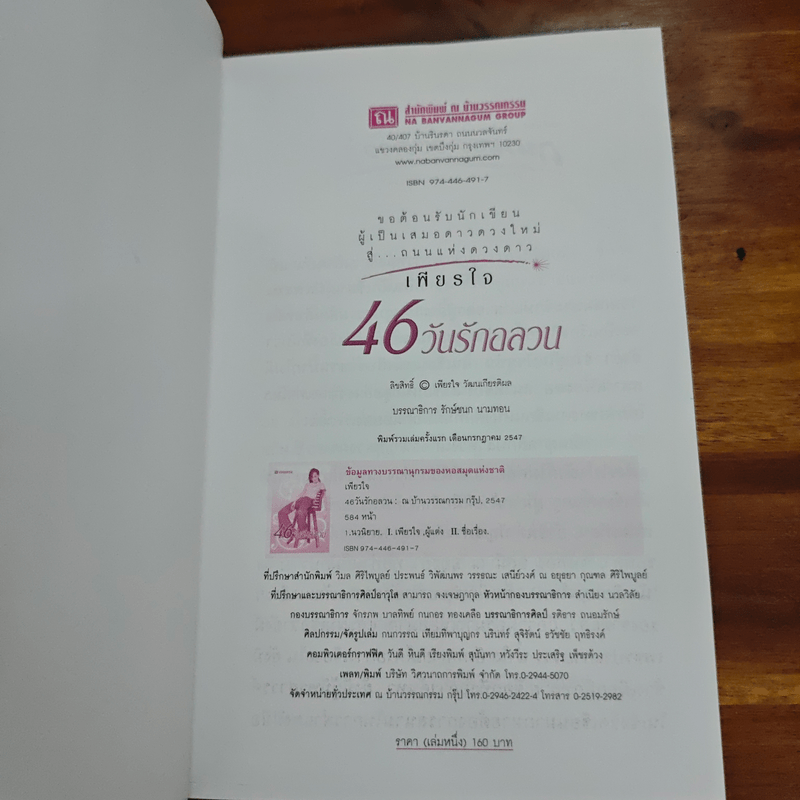 ณ
สำนักพิมพ์ ณ บ้านวรรณกรรม
NA BANVANNAGUM GROUP
40/407 บ้านรินรดา ถนนนวลจันทร์
แขวงคลองกุ่ม เขตบึงกุ่ม กรุงเทพฯ 10230
www.nabanvannagum.com
ISBN 974-446-491-7
ขอต้อนรับนักเขียน
ผู้เป็นเสมอดาวดวงใหม่
สู่...ถนนแห่งดวงดาว
เพียรใจ
46 วันรักอลวน
ลิขสิทธิ์ © เพียรใจ วัฒนเกียรติผล
บรรณาธิการ รักษ์ชนก นามทอน
พิมพ์รวมเล่มครั้งแรก เดือนกรกฎาคม 2547
ข้อมูลทางบรรณานุกรมของหอสมุดแห่งชาติ
เพียรใจ
46วันรักอลวน : ณ บ้านวรรณกรรม กรุ๊ป, 2547
584 หน้า
1.นวนิยาย. I. เพียรใจ ,ผู้แต่ง II. ชื่อเรื่อง.
ISBN 974-446-491-7
ที่ปรึกษาสำนักพิมพ์ วิมล ศิริไพบูลย์ ประพนธ์ วิพัฒนพร วรรธณะ เสนีย์วงศ์ ณ อยุธยา กุณฑล ศิริไพบูลย์
ที่ปรึกษาและบรรณาธิการศิลป์อาวุโส สามารถ จงเจษฎากุล หัวหน้ากองบรรณาธิการ สำเนียง นวลวิลัย
กองบรรณาธิการ จักรภพ บาลทิพย์ กนกอร ทองเคลือ บรรณาธิการศิลป์ รตีธาร ถนอมรักษ์
ศิลปกรรม/จัดรูปเล่ม กนกวรรณ เทียมทีพาบุญกร นรินทร์ สุจิรัตน์ ธวัชชัย ฤทธิรงค์
คอมพิวเตอร์กราฟฟิค วันดี หินดี เรียงพิมพ์ สุนันทา หวังวีระ ประเสริฐ เพ็ชรด้วง
เพลท/พิมพ์ บริษัท วิศวนาถการพิมพ์ จำกัด โทร.0-2944-5070
จัดจำหน่ายทั่วประเทศ ณ บ้านวรรณกรรม กรุ๊ป โทร.0-2946-2422-4 โทรสาร 0-2519-2982
ราคา (เล่มหนึ่ง) 160 บาท